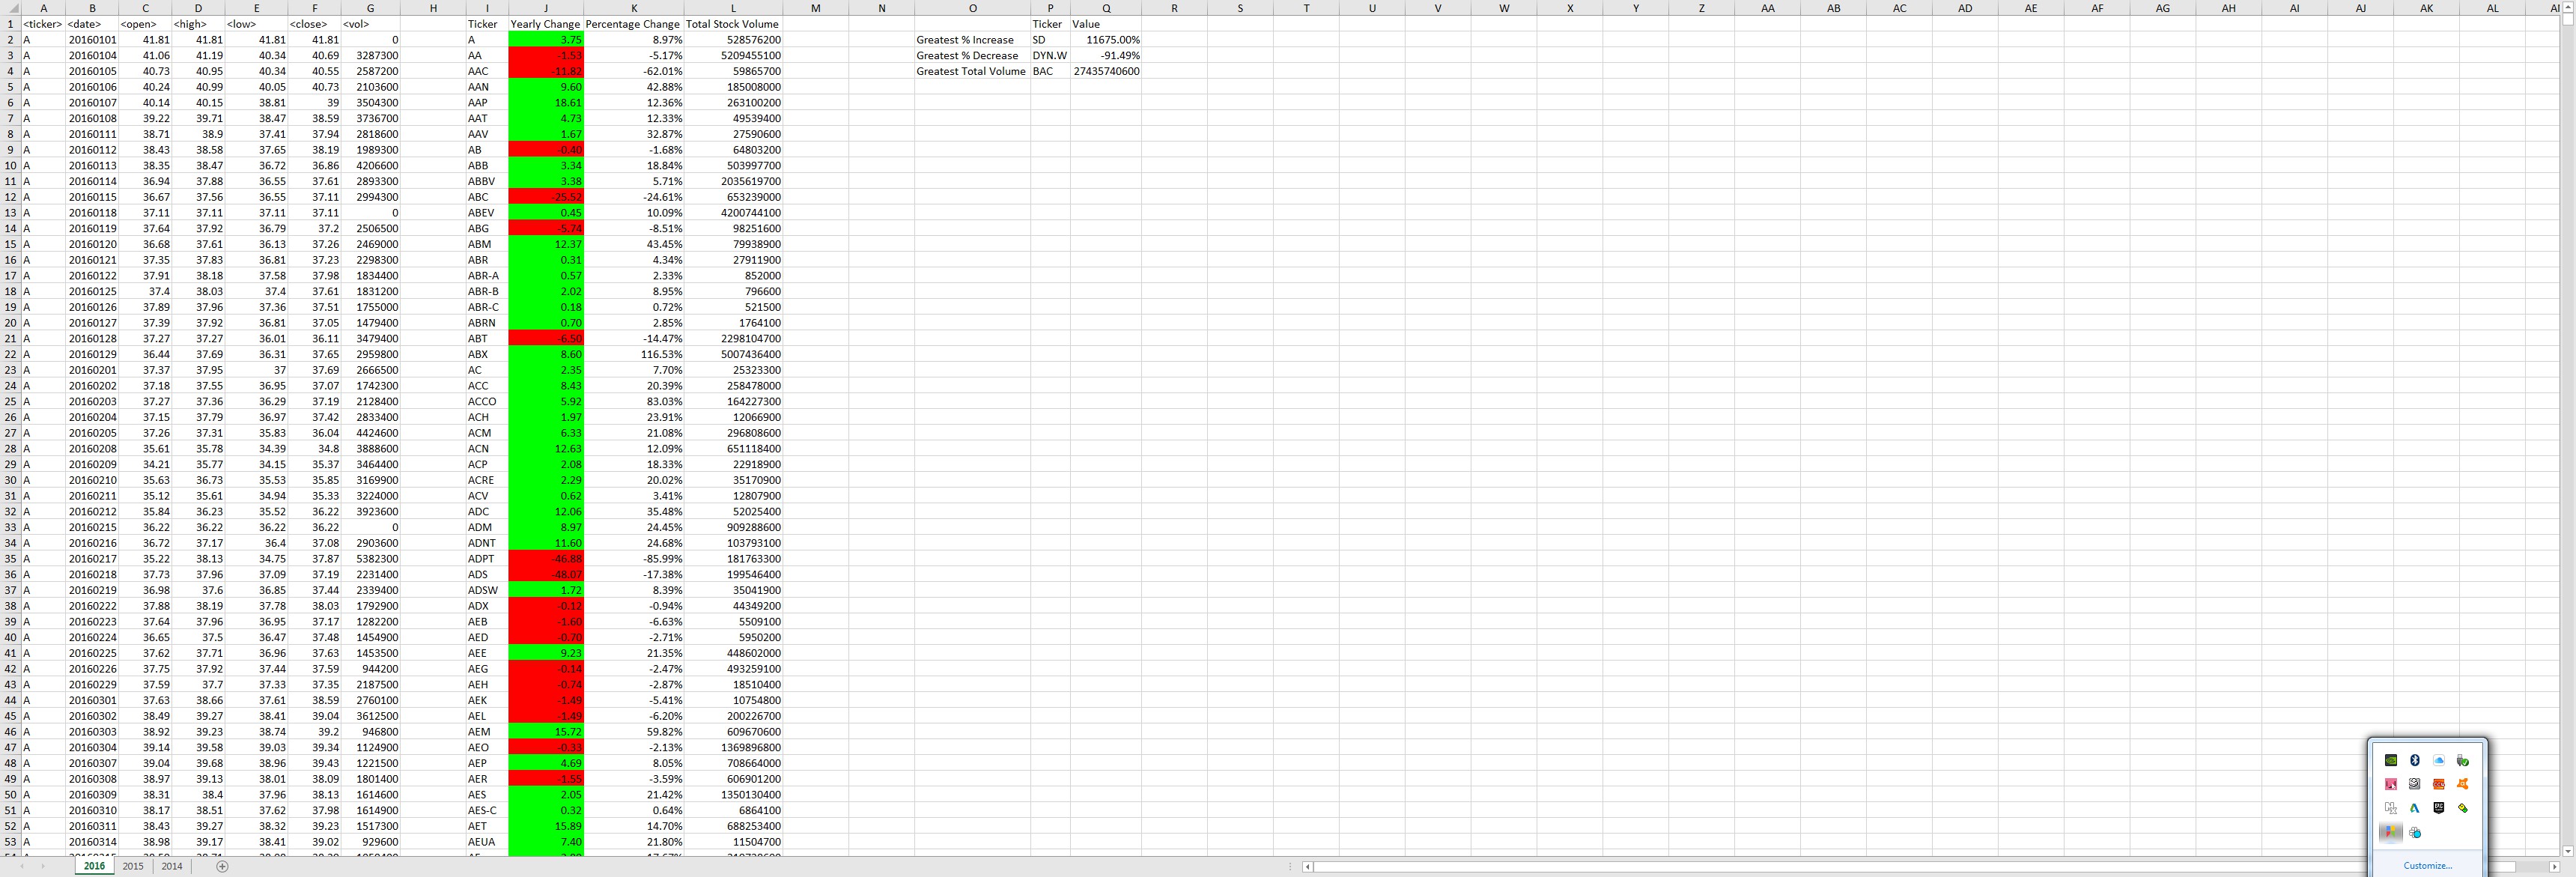 A B C D E F G H I J K L M N O P Q R S T U V W X Y Z AA AB AC AD AE AF AG AH AI AJ AK AL
1 <ticker> <date> <open> <high> <low> <close> <vol> Ticker Yearly Change Percentage Change Total Stock Volume Ticker Value
2 A 20160101 41.81 41.81 41.81 41.81 0 A 3.75 8.97% 528576200 Greatest % Increase SD 11675.00%
3 A 20160104 41.06 41.19 40.34 40.69 3287300 AA -1.53 -5.17% 5209455100 Greatest % Decrease DYN.W -91.49%
4 A 20160105 40.73 40.95 40.34 40.55 2587200 AAC -11.82 -62.01% 59865700 Greatest Total Volume BAC 27435740600
5 A 20160106 40.24 40.99 40.05 40.73 2103600 AAN 9.60 42.88% 185008000
6 A 20160107 40.14 40.15 38.81 39 3504300 AAP 18.61 12.36% 263100200
7 A 20160108 39.22 39.71 38.47 38.59 3736700 AAT 4.73 12.33% 49539400
8 A 20160111 38.71 38.9 37.41 37.94 2818600 AAV 1.67 32.87% 27590600
9 A 20160112 38.43 38.58 37.65 38.19 1989300 AB -0.40 -1.68% 64803200
10 A 20160113 38.35 38.47 36.72 36.86 4206600 ABB 3.34 18.84% 503997700
11 A 20160114 36.94 37.88 36.55 37.61 2893300 ABBV 3.38 5.71% 2035619700
12 A 20160115 36.67 37.56 36.55 37.11 2994300 ABC -25.52 -24.61% 653239000
13 A 20160118 37.11 37.11 37.11 37.11 0 ABEV 0.45 10.09% 4200744100
14 A 20160119 37.64 37.92 36.79 37.2 2506500 ABG -5.74 -8.51% 98251600
15 A 20160120 36.68 37.61 36.13 37.26 2469000 ABM 12.37 43.45% 79938900
16 A 20160121 37.35 37.83 36.81 37.23 2298300 ABR 0.31 4.34% 27911900
17 A 20160122 37.91 38.18 37.58 37.98 1834400 ABR-A 0.57 2.33% 852000
18 A 20160125 37.4 38.03 37.4 37.61 1831200 ABR-B 2.02 8.95% 796600
19 A 20160126 37.89 37.96 37.36 37.51 1755000 ABR-C 0.18 0.72% 521500
20 A 20160127 37.39 37.92 36.81 37.05 1479400 ABRN 0.70 2.85% 1764100
21 A 20160128 37.27 37.27 36.01 36.11 3479400 ABT -6.50 -14.47% 2298104700
22 A 20160129 36.44 37.69 36.31 37.65 2959800 ABX 8.60 116.53% 5007436400
23 A 20160201 37.37 37.95 37 37.69 2666500 AC 2.35 7.70% 25323300
24 A 20160202 37.18 37.55 36.95 37.07 1742300 ACC 8.43 20.39% 258478000
25 A 20160203 37.27 37.36 36.29 37.19 2128400 ACCO 5.92 83.03% 164227300
26 A 20160204 37.15 37.79 36.97 37.42 2833400 ACH 1.97 23.91% 12066900
27 A 20160205 37.26 37.31 35.83 36.04 4424600 ACM 6.33 21.08% 296808600
28 A 20160208 35.61 35.78 34.39 34.8 3888600 ACN 12.63 12.09% 651118400
29 A 20160209 34.21 35.77 34.15 35.37 3464400 ACP 2.08 18.33% 22918900
30 A 20160210 35.63 36.73 35.53 35.85 3169900 ACRE 2.29 20.02% 35170900
31 A 20160211 35.12 35.61 34.94 35.33 3224000 ACV 0.62 3.41% 12807900
32 A 20160212 35.84 36.23 35.52 36.22 3923600 ADC 12.06 35.48% 52025400
33 A 20160215 36.22 36.22 36.22 36.22 0 ADM 8.97 24.45% 909288600
34 A 20160216 36.72 37.17 36.4 37.08 2903600 ADNT 11.60 24.68% 103793100
35 A 20160217 35.22 38.13 34.75 37.87 5382300 ADPT -46.88 -85.99% 181763300
36 A 20160218 37.73 37.96 37.09 37.19 2231400 ADS -48.07 -17.38% 199546400
37 A 20160219 36.98 37.6 36.85 37.44 2339400 ADSW 1.72 8.39% 35041900
38 A 20160222 37.88 38.19 37.78 38.03 1792900 ADX -0.12 -0.94% 44349200
39 A 20160223 37.64 37.96 36.95 37.17 1282200 AEB -1.60 -6.63% 5509100
40 A 20160224 36.65 37.5 36.47 37.48 1454900 AED -0.70 -2.71% 5950200
41 A 20160225 37.62 37.71 36.96 37.63 1453500 AEE 9.23 21.35% 448602000
42 A 20160226 37.75 37.92 37.44 37.59 944200 AEG -0.14 -2.47% 493259100
43 A 20160229 37.59 37.7 37.33 37.35 2187500 AEH -0.74 -2.87% 18510400
44 A 20160301 37.63 38.66 37.61 38.59 2760100 AEK -1.49 -5.41% 10754800
45 A 20160302 38.49 39.27 38.41 39.04 3612500 AEL -1.49 -6.20% 200226700
46 A 20160303 38.92 39.23 38.74 39.2 946800 AEM 15.72 59.82% 609670600
47 A 20160304 39.14 39.58 39.03 39.34 1124900 AEO -0.33 -2.13% 1369896800
48 A 20160307 39.04 39.68 38.96 39.43 1221500 AEP 4.69 8.05% 708664000
49 A 20160308 38.97 39.13 38.01 38.09 1801400 AER -1.55 -3.59% 606901200
50 A 20160309 38.31 38.4 37.96 38.13 1614600 AES 2.05 21.42% 1350130400
51 A 20160310 38.17 38.51 37.62 37.98 1614900 AES-C 0.32 0.64% 6864100
52 A 20160311 38.43 39.27 38.32 39.23 1517300 AET 15.89 14.70% 688253400
53 A 20160314 38.98 39.17 38.41 39.02 929600 AEUA 7.40 21.80% 11504700
2016 2015 2014
Customize...